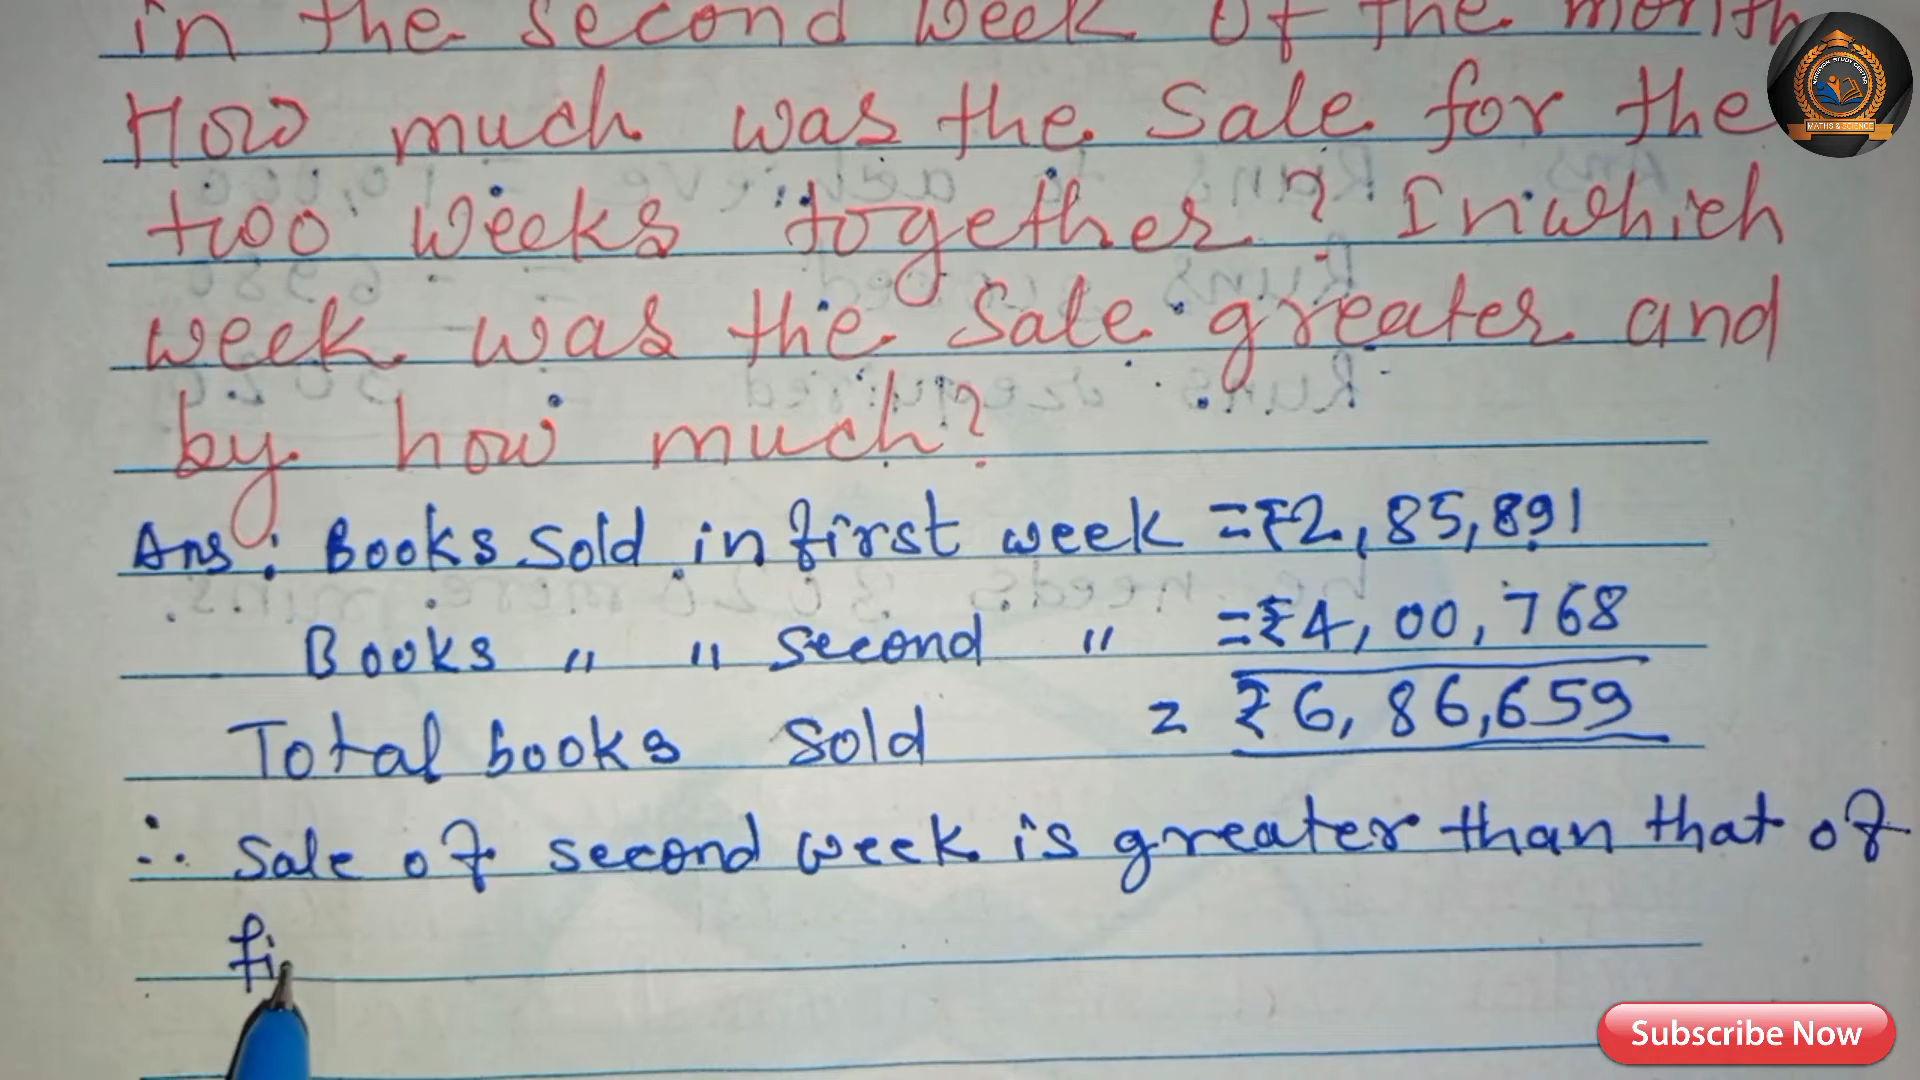 in the second week of the month
How much was the sale for the
two weeks together? In which
week was the sale greater and
by how much?
Ans: Books sold in first week = ₹2,85,891
Books " " second " = ₹4,00,768
Total books sold = ₹6,86,659
∴ Sale of second week is greater than that of
fi
MATHS & SCIENCE
Subscribe Now